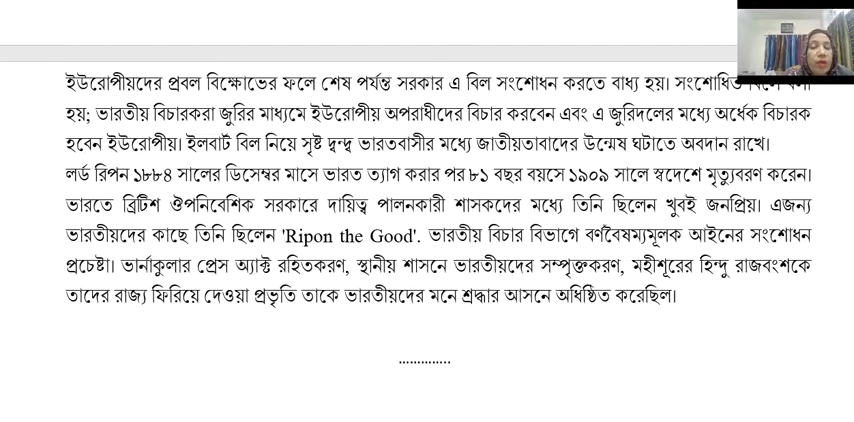 ইউরোপীয়দের প্রবল বিক্ষোভের ফলে শেষ পর্যন্ত সরকার এ বিল সংশোধন করতে বাধ্য হয়। সংশোধিত
হয়; ভারতীয় বিচারকরা জুরির মাধ্যমে ইউরোপীয় অপরাধীদের বিচার করবেন এবং এ জুরিদলের মধ্যে অর্ধেক বিচারক
হবেন ইউরোপীয়। ইলবার্ট বিল নিয়ে সৃষ্ট দ্বন্দ্ব ভারতবাসীর মধ্যে জাতীয়তাবাদের উন্মেষ ঘটাতে অবদান রাখে।
লর্ড রিপন ১৮৮৪ সালের ডিসেম্বর মাসে ভারত ত্যাগ করার পর ৮১ বছর বয়সে ১৯০৯ সালে স্বদেশে মৃত্যুবরণ করেন।
ভারতে ব্রিটিশ ঔপনিবেশিক সরকারে দায়িত্ব পালনকারী শাসকদের মধ্যে তিনি ছিলেন খুবই জনপ্রিয়। এজন্য
ভারতীয়দের কাছে তিনি ছিলেন 'Ripon the Good'. ভারতীয় বিচার বিভাগে বর্ণবৈষম্যমূলক আইনের সংশোধন
প্রচেষ্টা। ভার্নাকুলার প্রেস অ্যাক্ট রহিতকরণ, স্থানীয় শাসনে ভারতীয়দের সম্পৃক্তকরণ, মহীশূরের হিন্দু রাজবংশকে
তাদের রাজ্য ফিরিয়ে দেওয়া প্রভৃতি তাকে ভারতীয়দের মনে শ্রদ্ধার আসনে অধিষ্ঠিত করেছিল।
..............